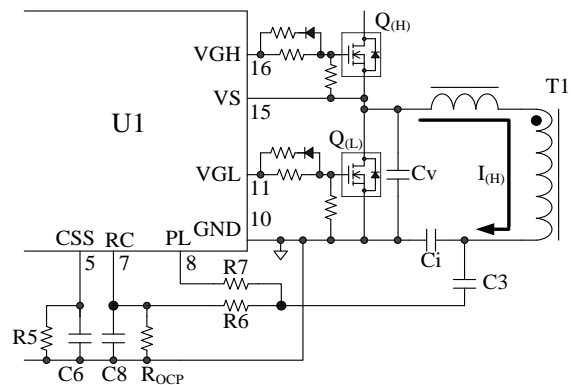 Q(H)
VGH
16
T1
VS
15
U1
Q(L)
I(H)
VGL
11
Cv
GND
10
CSS
RC
PL
5
7
8
Ci
R7
C3
R6
R5
C6
C8
ROCP